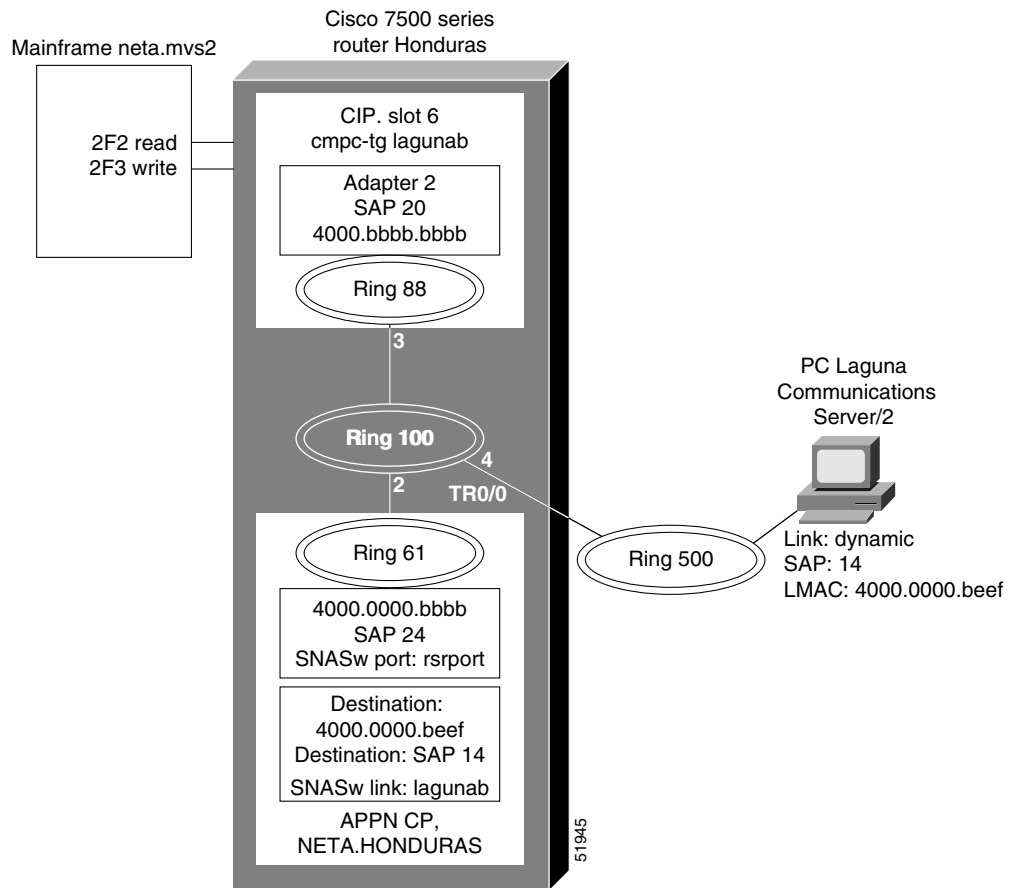 Cisco 7500 series
router Honduras
Mainframe neta.mvs2
2F2 read
2F3 write
CIP. slot 6
cmpc-tg lagunab
Adapter 2
SAP 20
4000.bbbb.bbbb
Ring 88
3
Ring 100
4
2
TR0/0
PC Laguna
Communications
Server/2
Link: dynamic
SAP: 14
LMAC: 4000.0000.beef
Ring 500
Ring 61
4000.0000.bbbb
SAP 24
SNASw port: rsrport
Destination:
4000.0000.beef
Destination: SAP 14
SNASw link: lagunab
APPN CP,
NETA.HONDURAS
51945